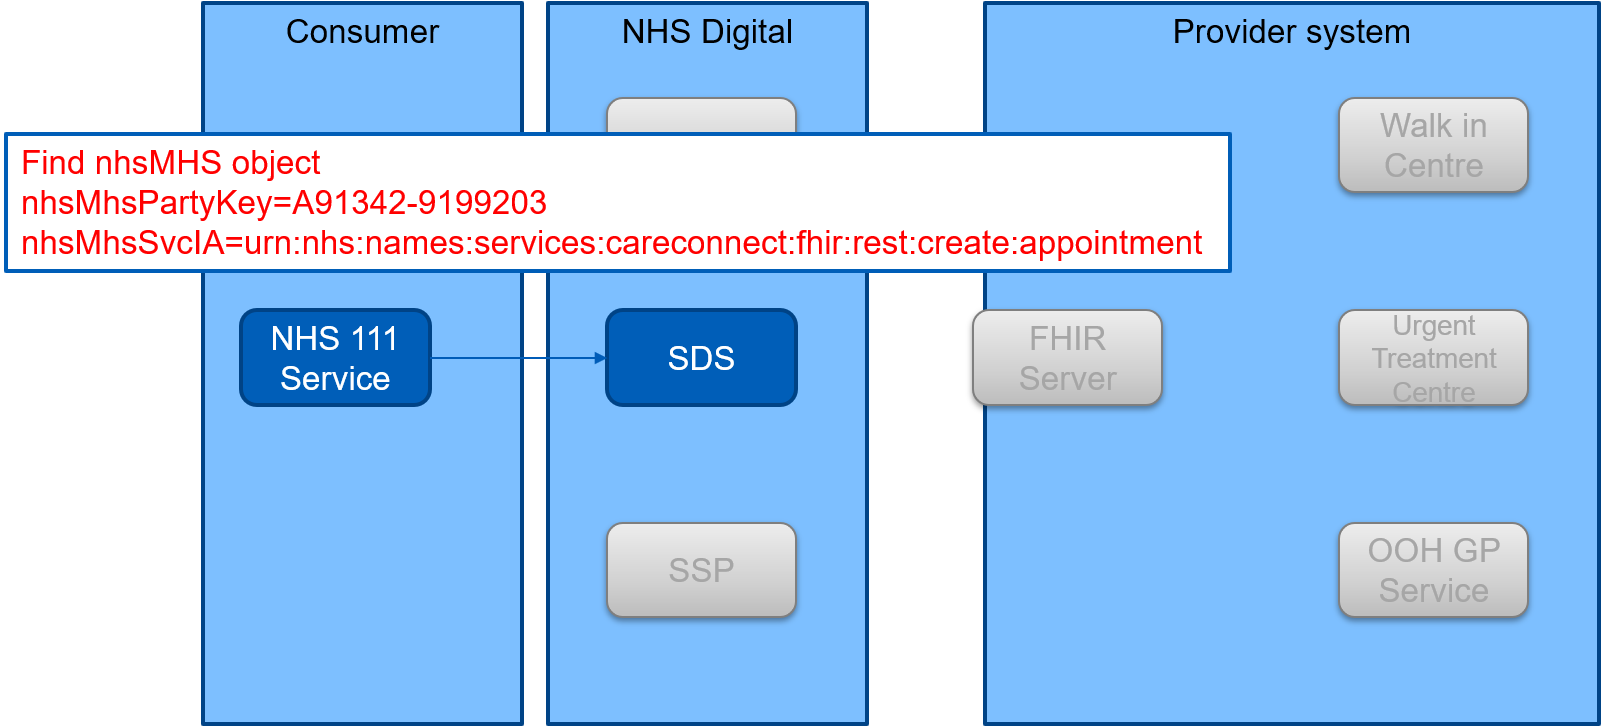 Consumer
NHS Digital
Provider system
Walk in
Centre
Find nhsMHS object
nhsMhsPartyKey=A91342-9199203
nhsMhsSvcIA=urn:nhs:names:services:careconnect:fhir:rest:create:appointment
NHS 111
Service
SDS
FHIR
Server
Urgent
Treatment
Centre
SSP
OOH GP
Service